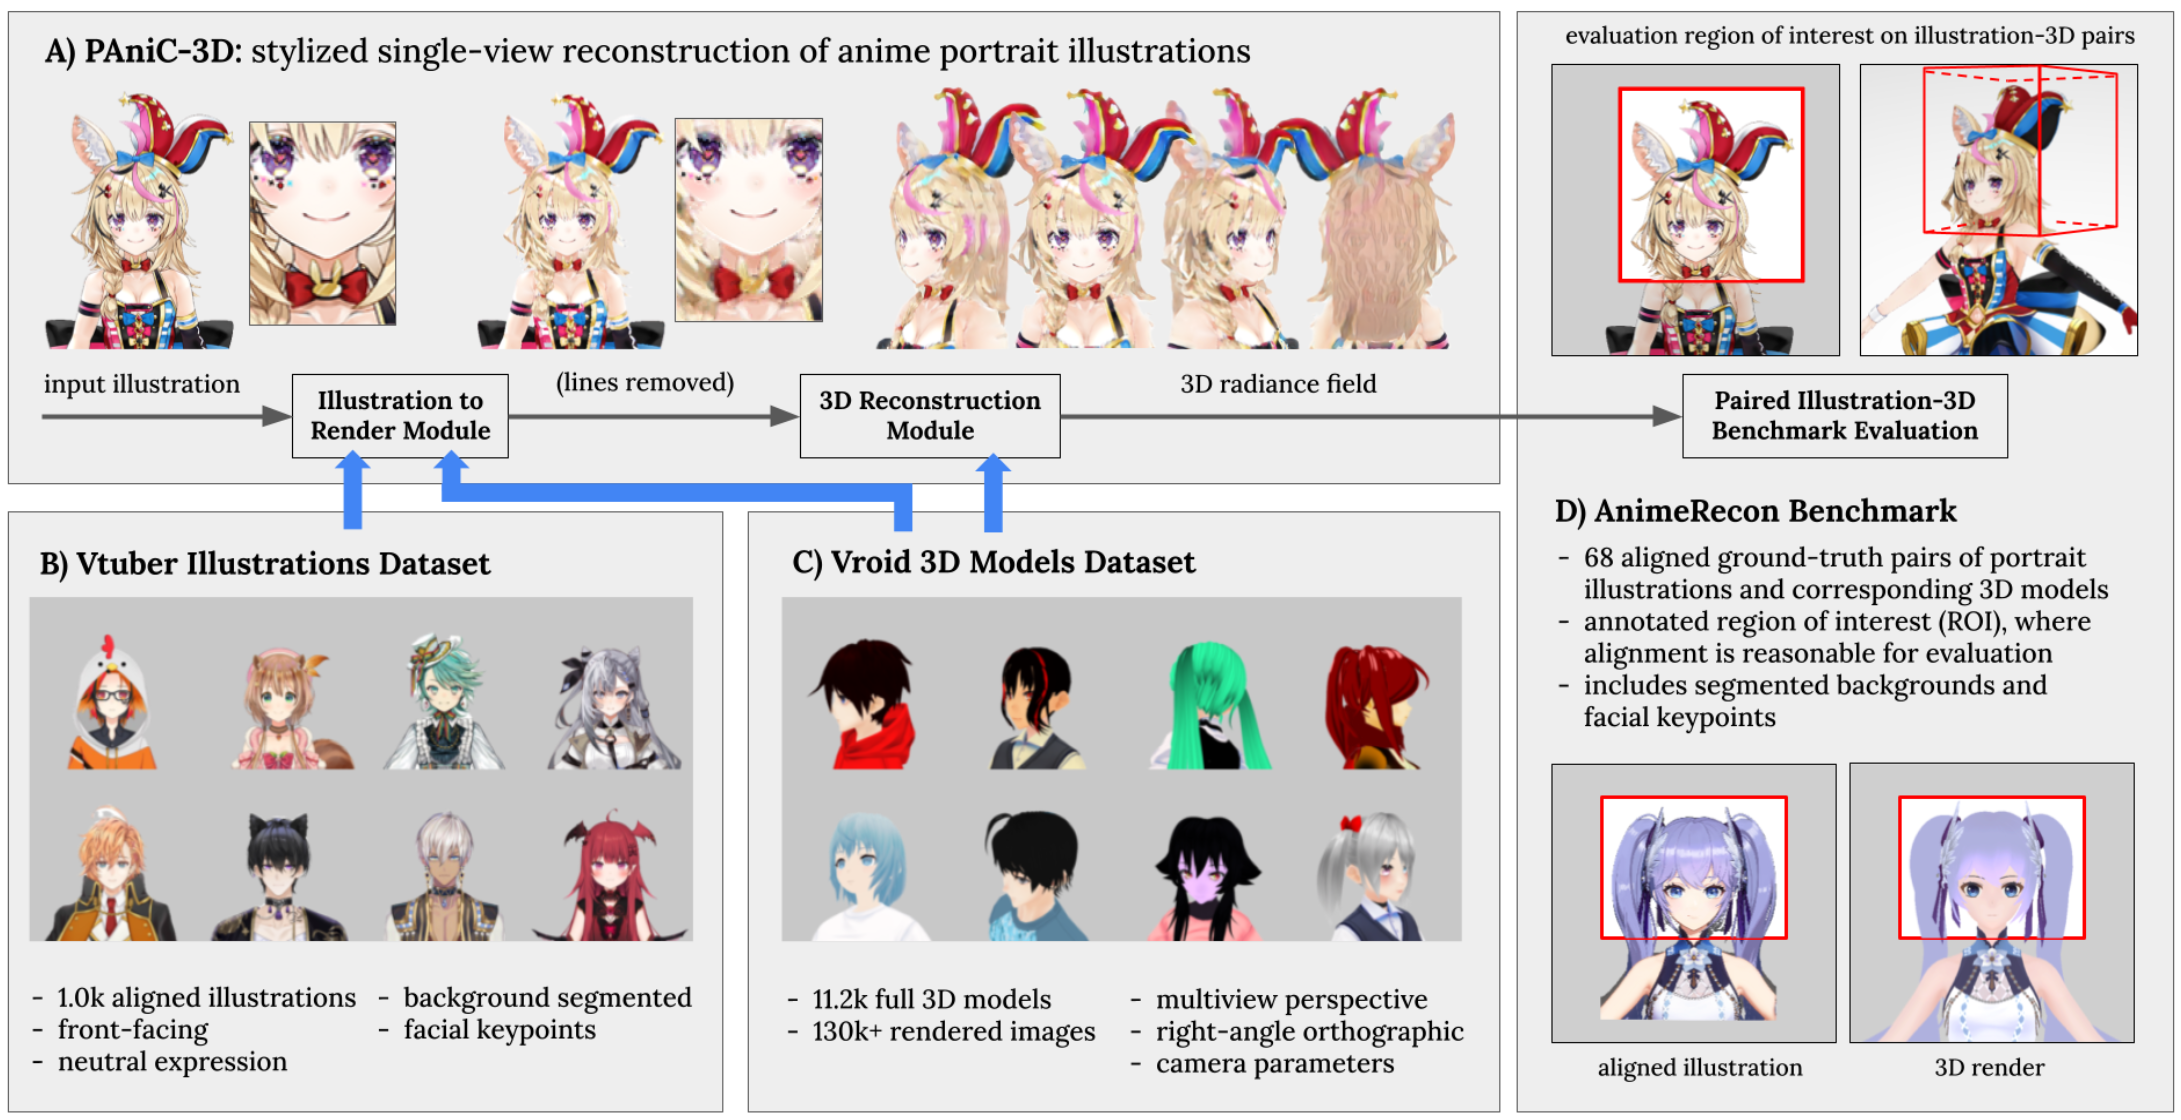 A) PAniC-3D: stylized single-view reconstruction of anime portrait illustrations
input illustration
Illustration to
Render Module
(lines removed)
3D Reconstruction
Module
3D radiance field
evaluation region of interest on illustration-3D pairs
Paired Illustration-3D
Benchmark Evaluation
B) Vtuber Illustrations Dataset
- 1.0k aligned illustrations
- front-facing
- neutral expression
- background segmented
- facial keypoints
C) Vroid 3D Models Dataset
- 11.2k full 3D models
- 130k+ rendered images
- multiview perspective
- right-angle orthographic
- camera parameters
D) AnimeRecon Benchmark
- 68 aligned ground-truth pairs of portrait
illustrations and corresponding 3D models
- annotated region of interest (ROI), where
alignment is reasonable for evaluation
- includes segmented backgrounds and
facial keypoints
aligned illustration
3D render